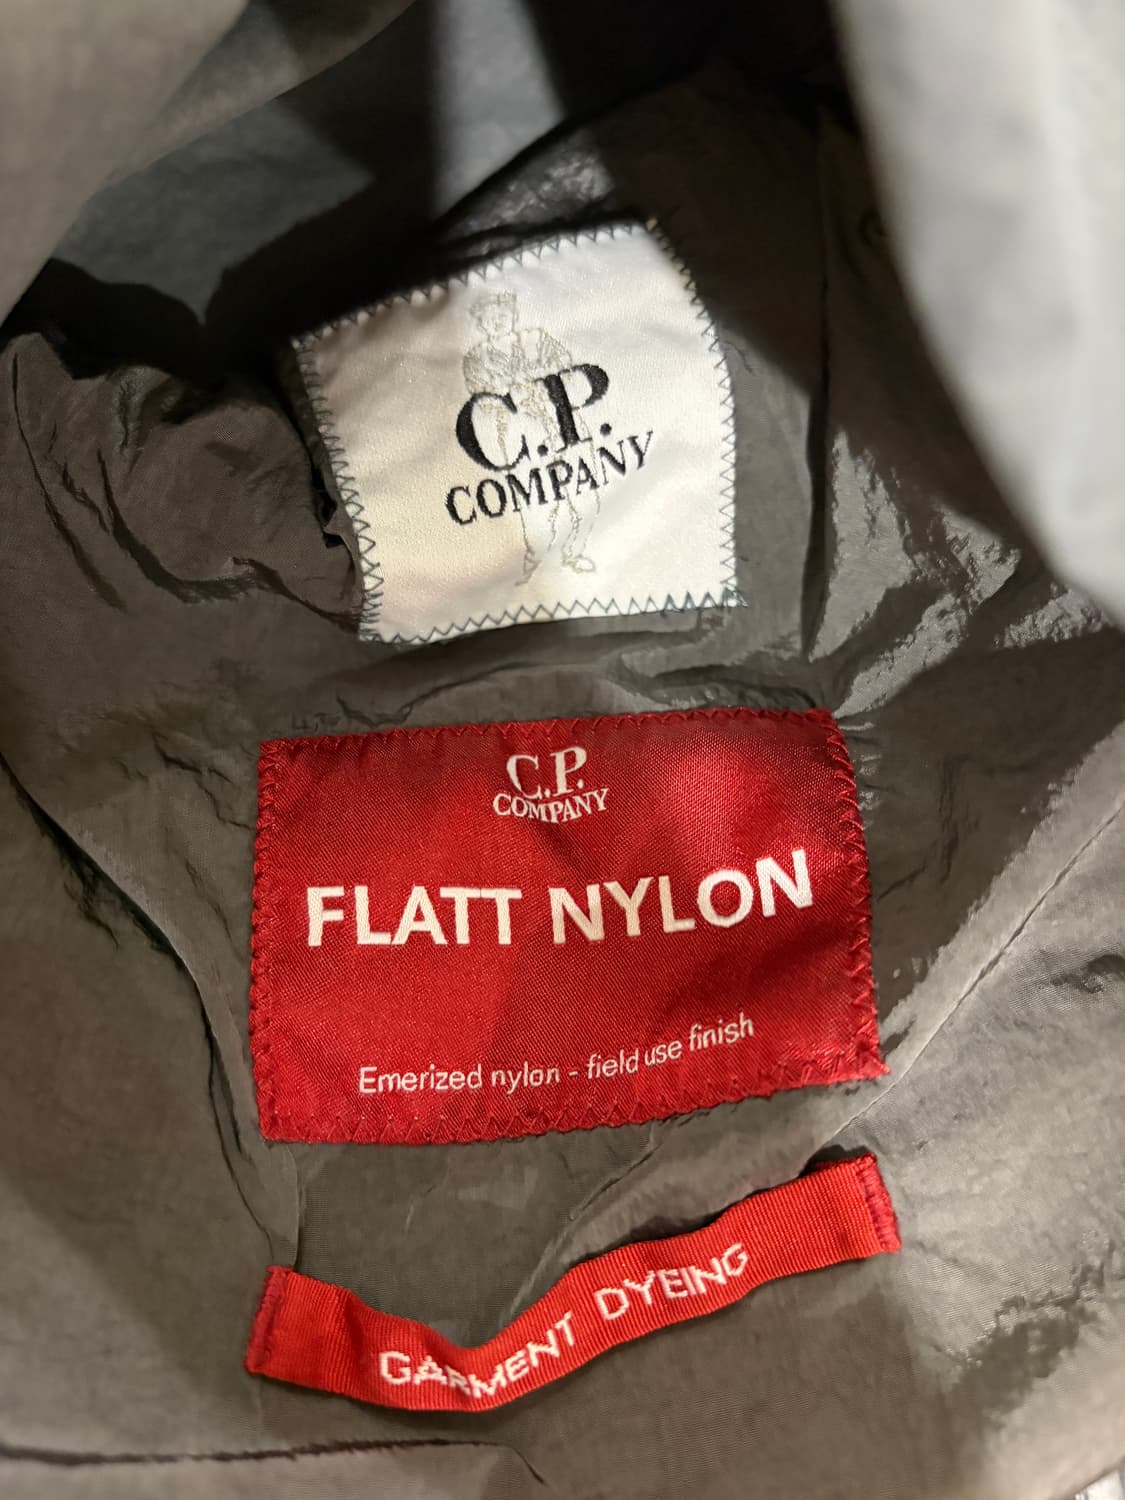 C.P.
COMPANY
C.P.
COMPANY
FLATT NYLON
Emerized nylon - field use finish
GARMENT DYEING